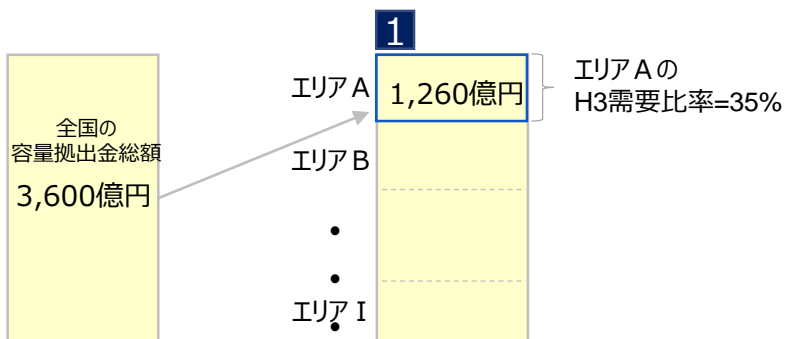 1
エリアA
1,260億円
エリアAの
H3需要比率=35%
全国の
容量拠出金総額
3,600億円
エリアB
•
•
エリアI
•